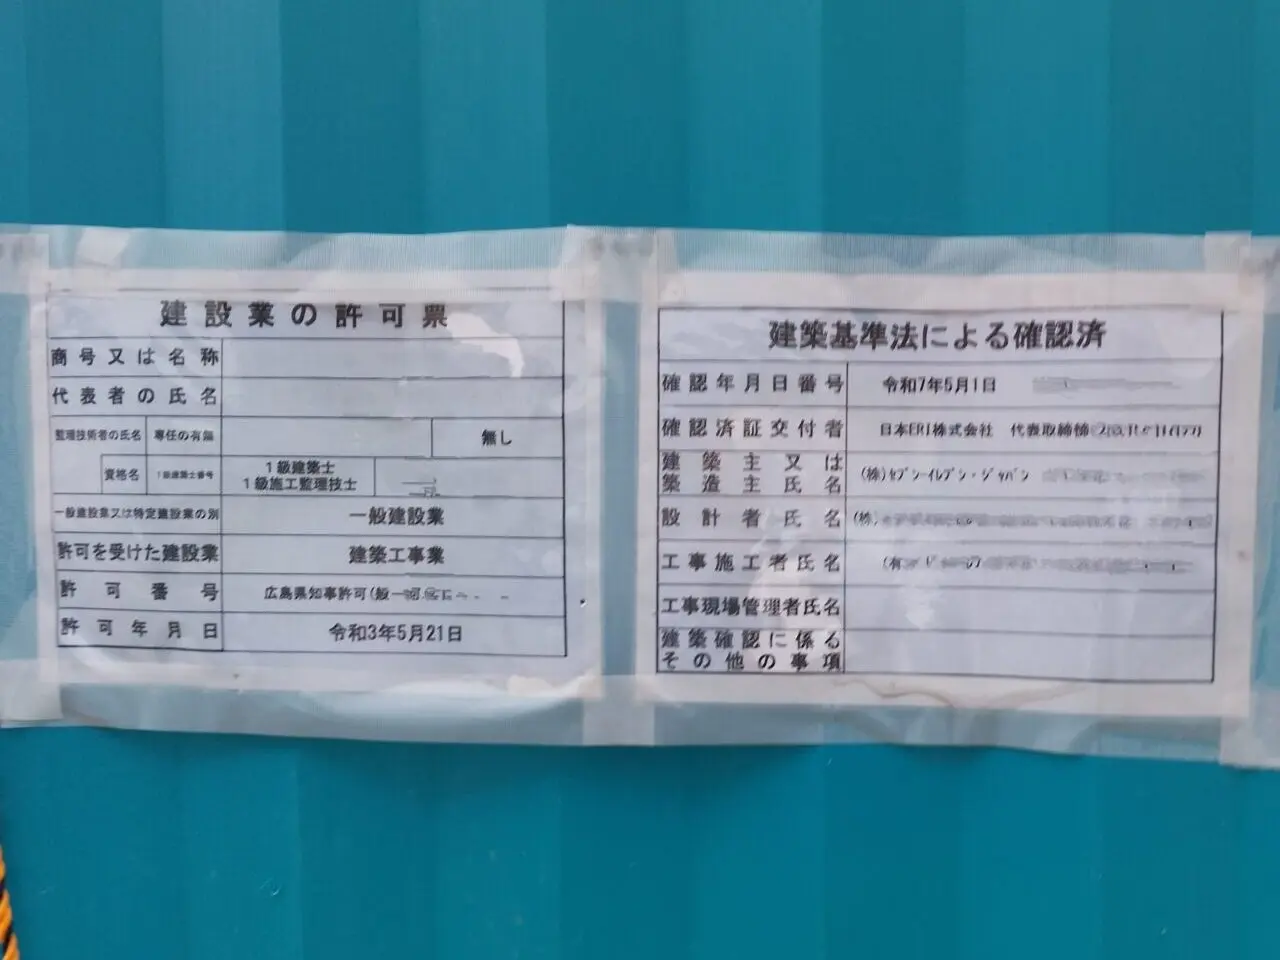 建設業の許可票
商号又は名称
代表者の氏名
監理技術者の氏名 専任の有無 無し
資格名 1級建築士番号 1級建築士
1級施工監理技士
一般建設業又は特定建設業の別 一般建設業
許可を受けた建設業 建築工事業
許可番号 広島県知事許可(般一
許可年月日 令和3年5月21日
建築基準法による確認済
確認年月日番号 令和7年5月1日
確認済証交付者 日本ERI株式会社 代表取締
建築主又は
築造主氏名 (株)セブン-イレブン・ジャパン
設計者氏名 (株)
工事施工者氏名 (有
工事現場管理者氏名
建築確認に係る
その他の事項